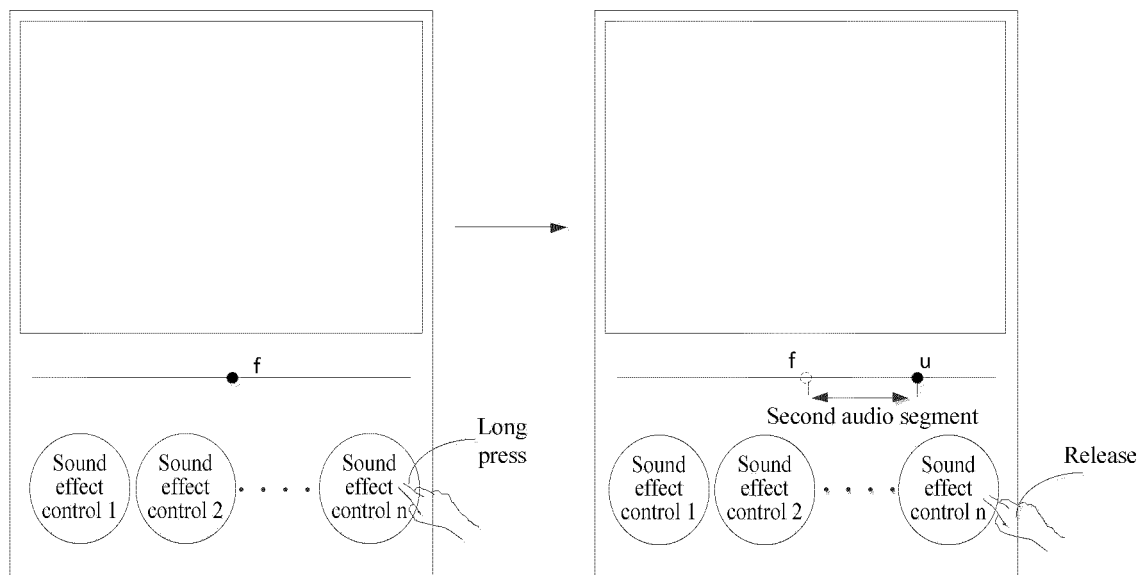 f
Long
press
Sound
effect
control 1
Sound
effect
control 2
Sound
effect
control n
f
u
Second audio segment
Release
Sound
effect
control 1
Sound
effect
control 2
Sound
effect
control n